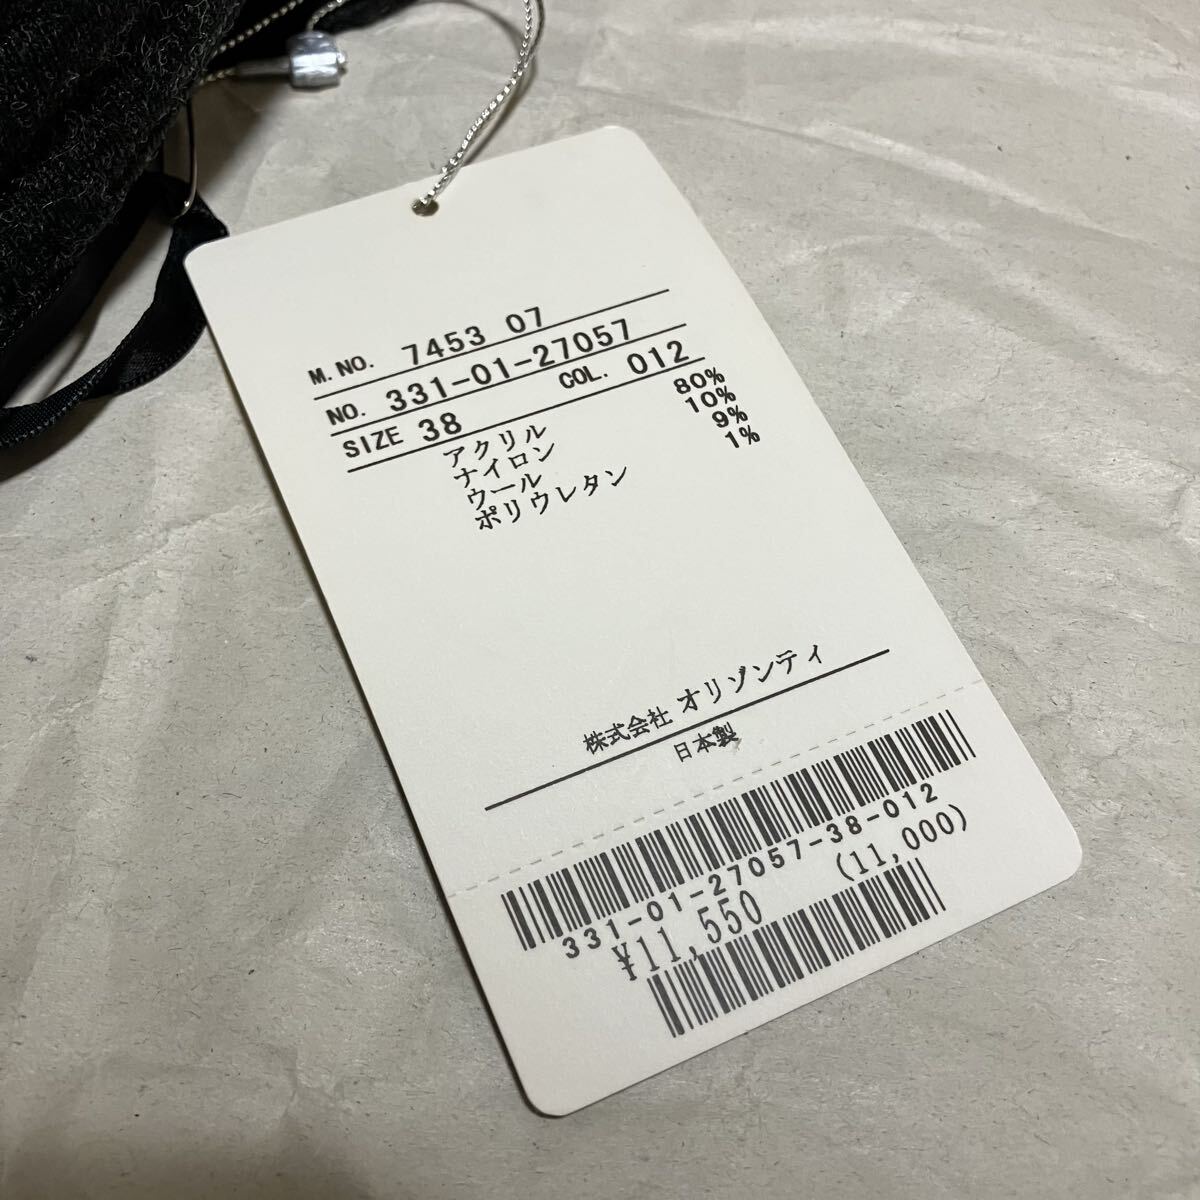 M.NO. 7453 07
NO. 331-01-27057
SIZE 38 COL. 012
アクリル 80%
ナイロン 10%
ウール 9%
ポリウレタン 1%
株式会社 オリゾンティ
日本製
331-01-27057-38-012
¥11,550 (11,000)